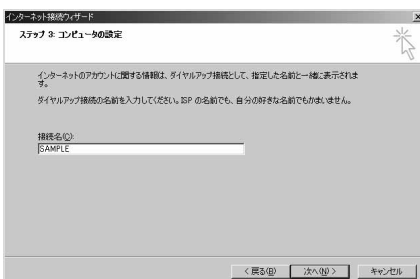 インターネット接続ウィザード
ステップ 3: コンピュータの設定
インターネットのアカウントに関する情報は、ダイヤルアップ接続として、指定した名前と一緒に表示されま
す。
ダイヤルアップ接続の名前を入力してください。ISP の名前でも、自分の好きな名前でもかまいません。
接続名(C):
SAMPLE
< 戻る(B)
次へ(N) >
キャンセル